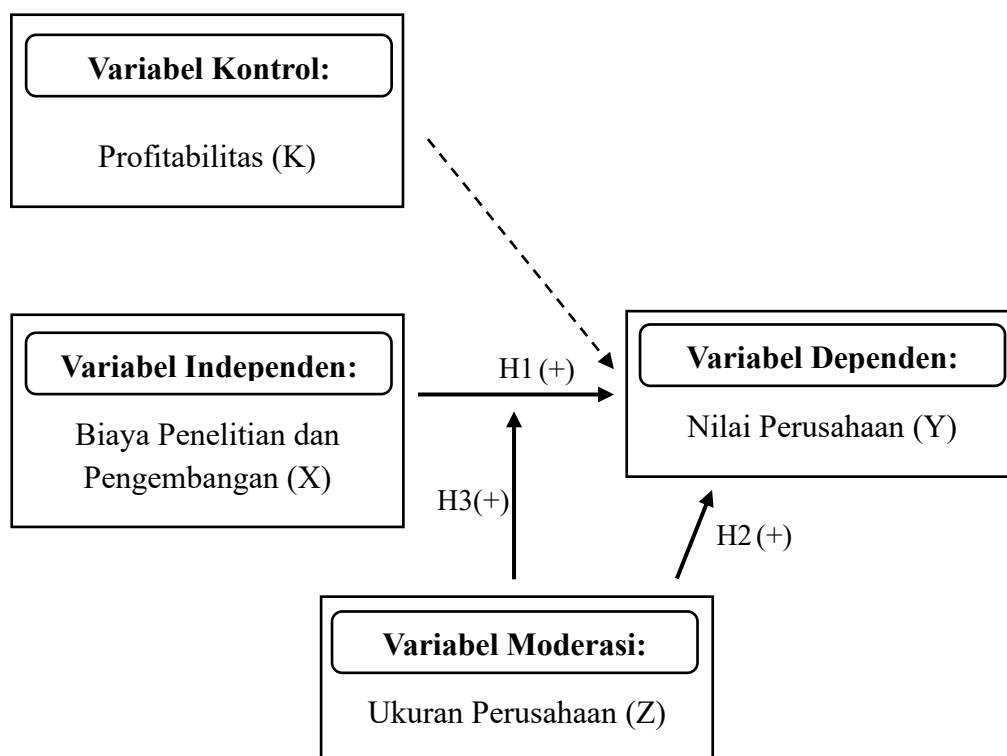 Variabel Kontrol:
Profitabilitas (K)
Variabel Independen:
Biaya Penelitian dan
Pengembangan (X)
H1 (+)
Variabel Dependen:
Nilai Perusahaan (Y)
H3(+)
H2 (+)
Variabel Moderasi:
Ukuran Perusahaan (Z)